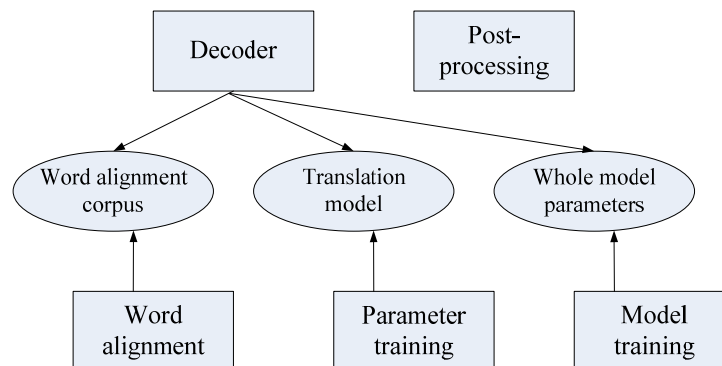 Decoder
Post-
processing
Word alignment
corpus
Translation
model
Whole model
parameters
Word
alignment
Parameter
training
Model
training